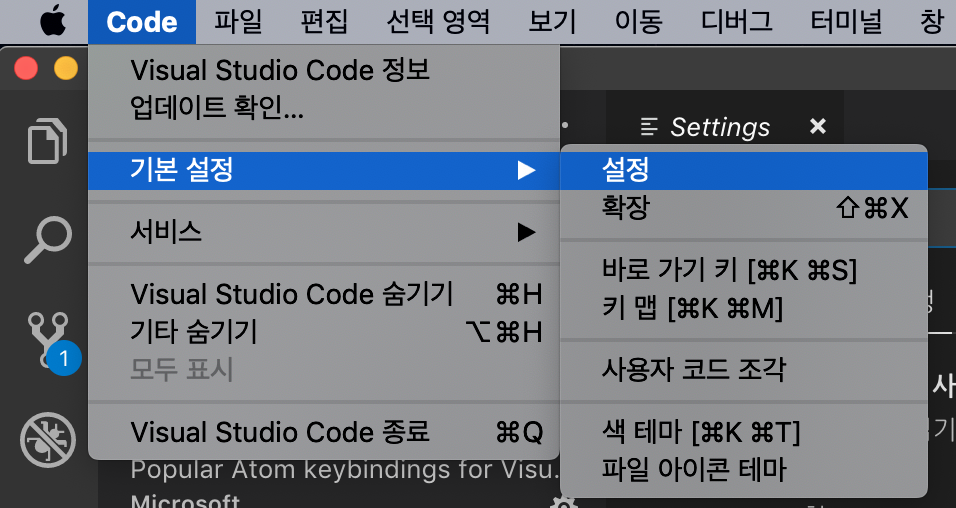 Code 파일 편집 선택 영역 보기 이동 디버그 터미널 창
Visual Studio Code 정보
업데이트 확인...
Settings ×
기본 설정 ▶
설정
확장 ⇧⌘X
서비스 ▶
바로 가기 키 [⌘K ⌘S]
Visual Studio Code 숨기기 ⌘H
키 맵 [⌘K ⌘M]
기타 숨기기 ⌥⌘H
1
모두 표시
사용자 코드 조각
사
Visual Studio Code 종료 ⌘Q
색 테마 [⌘K ⌘T]
Popular Atom keybindings for Visu...
파일 아이콘 테마
Microsoft